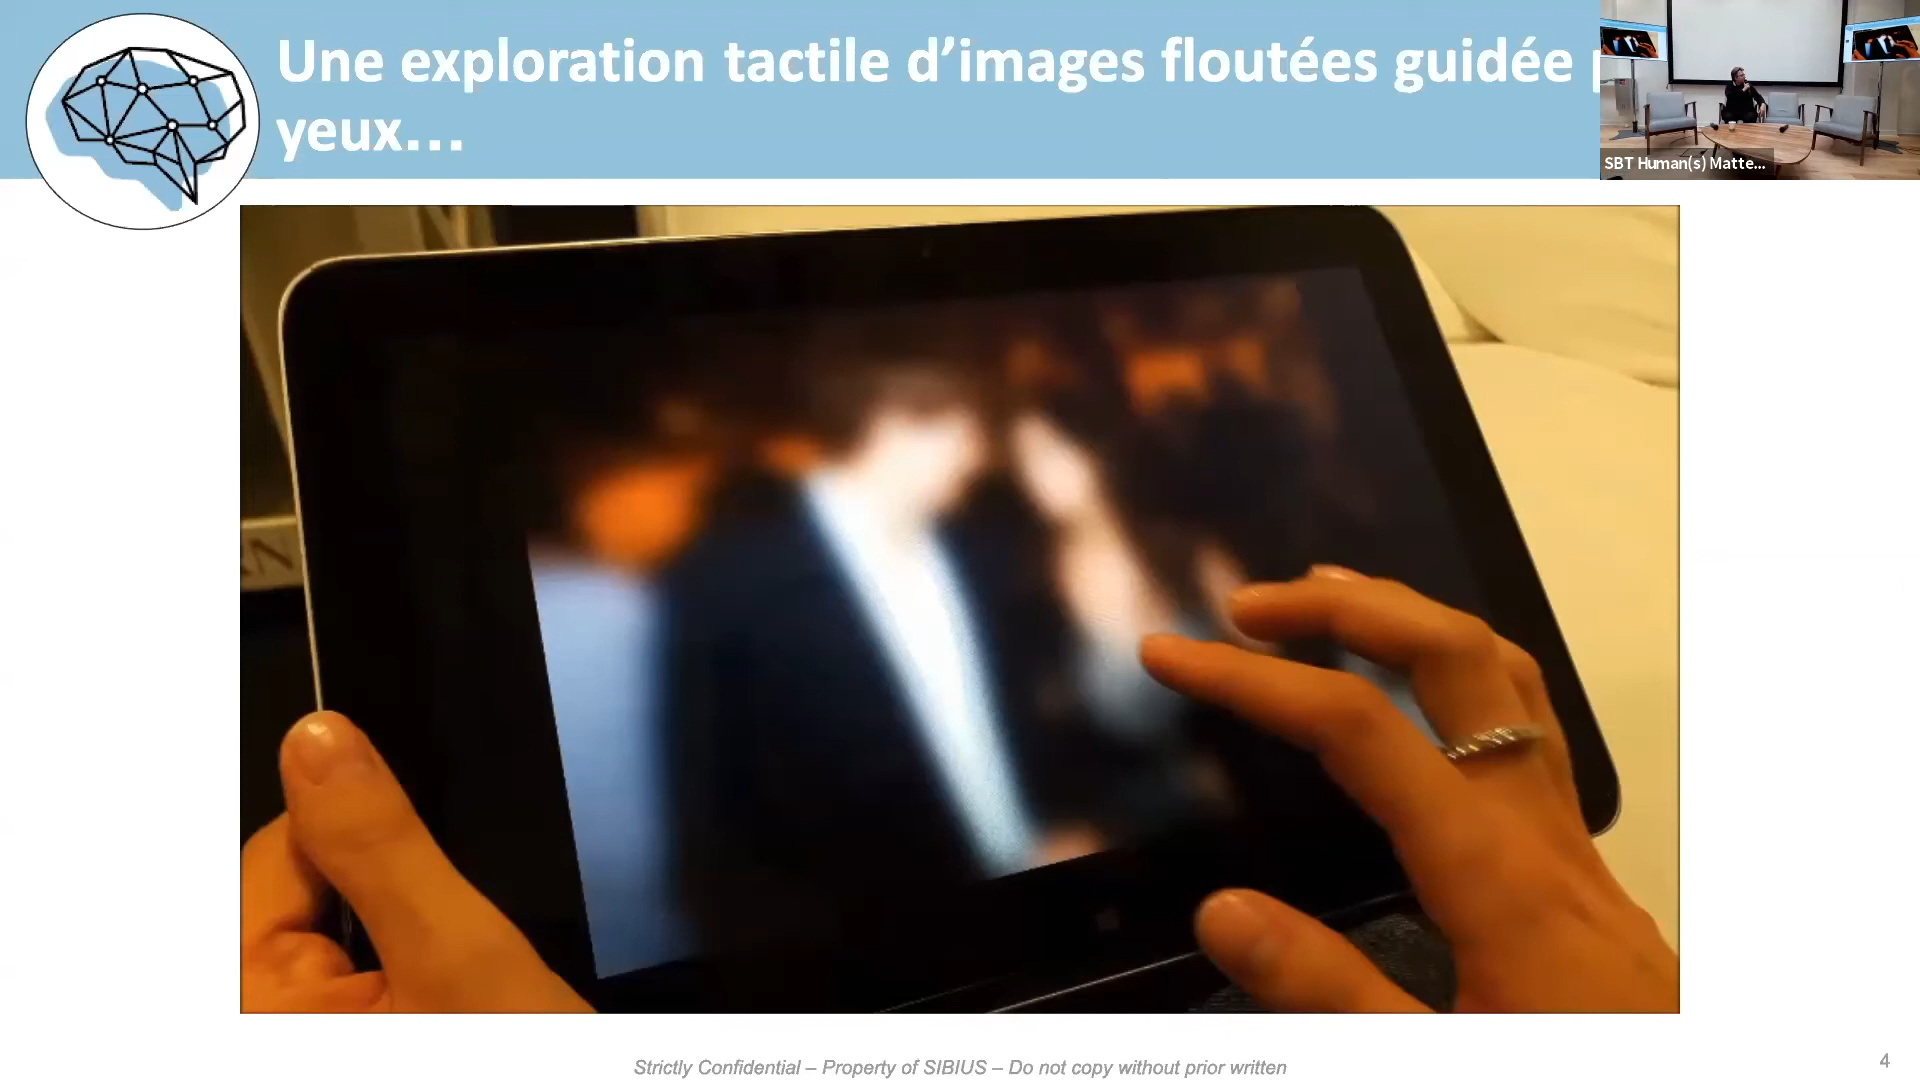 Une exploration tactile d’images floutées guidée
yeux…
SBT Human(s) Matte...
Strictly Confidential – Property of SIBIUS – Do not copy without prior written
4